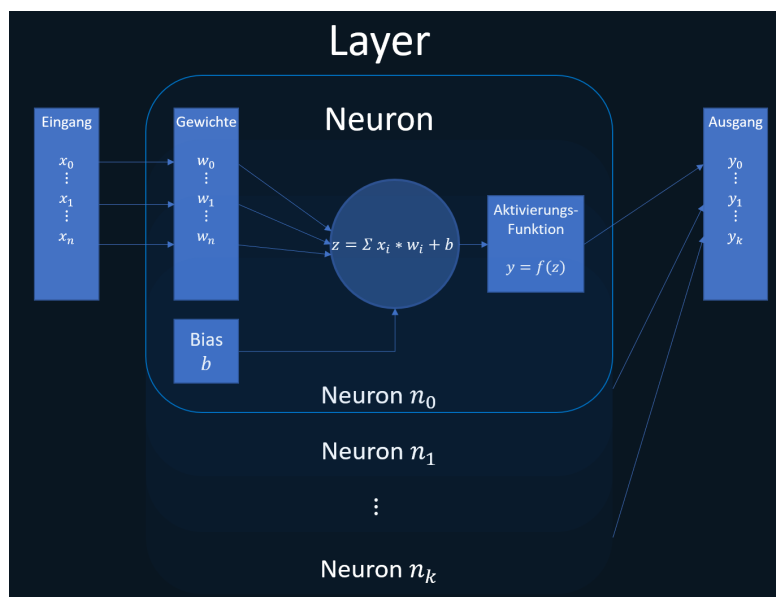 Layer
Neuron
Eingang
x₀
⋮
x₁
⋮
xₙ
Gewichte
w₀
⋮
w₁
⋮
wₙ
Bias
b
z = Σ xᵢ * wᵢ + b
Aktivierungs-
Funktion
y = f(z)
Ausgang
y₀
⋮
y₁
⋮
yₖ
Neuron n₀
Neuron n₁
⋮
Neuron nₖ